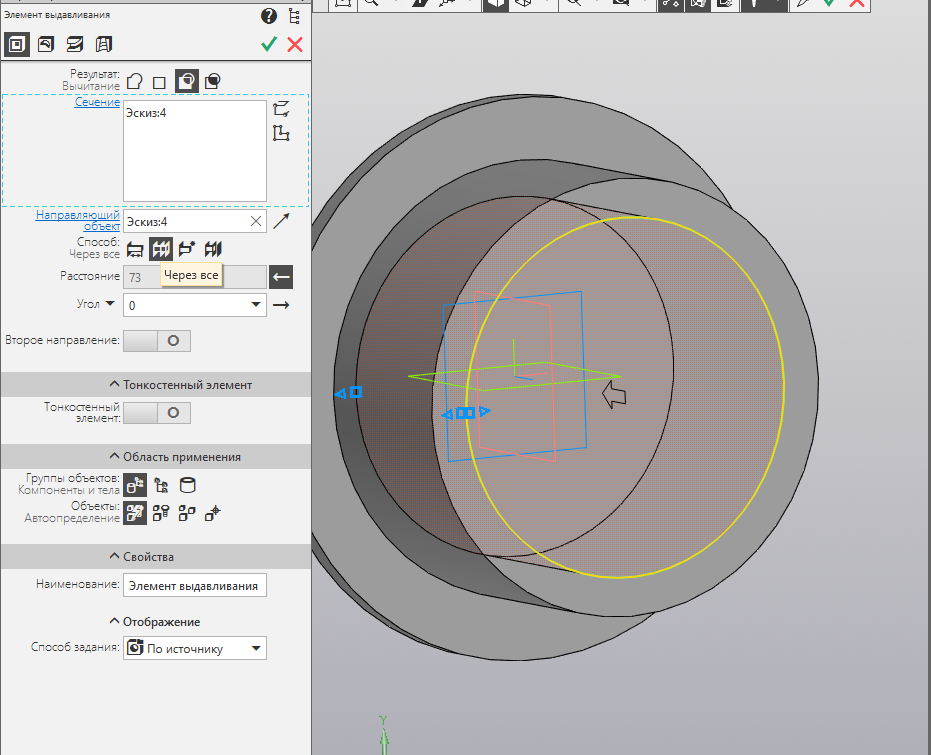 Элемент выдавливания
Результат:
Вычитание
Сечение
Эскиз:4
Направляющий
объект
Эскиз:4
Способ:
Через все
Расстояние
73
Через все
Угол
0
Второе направление:
Тонкостенный элемент
Тонкостенный
элемент:
Область применения
Группы объектов:
Компоненты и тела
Объекты:
Автоопределение
Свойства
Наименование:
Элемент выдавливания
Отображение
Способ задания:
По источнику
Y